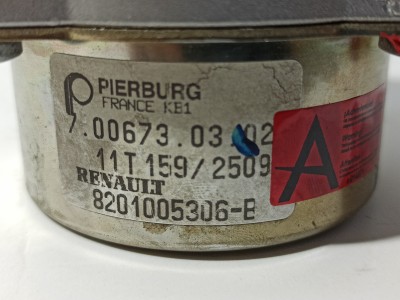 PIERBURG
FRANCE KB1
7.00673.03.02
11T159/2509
RENAULT
8201005306-B
A